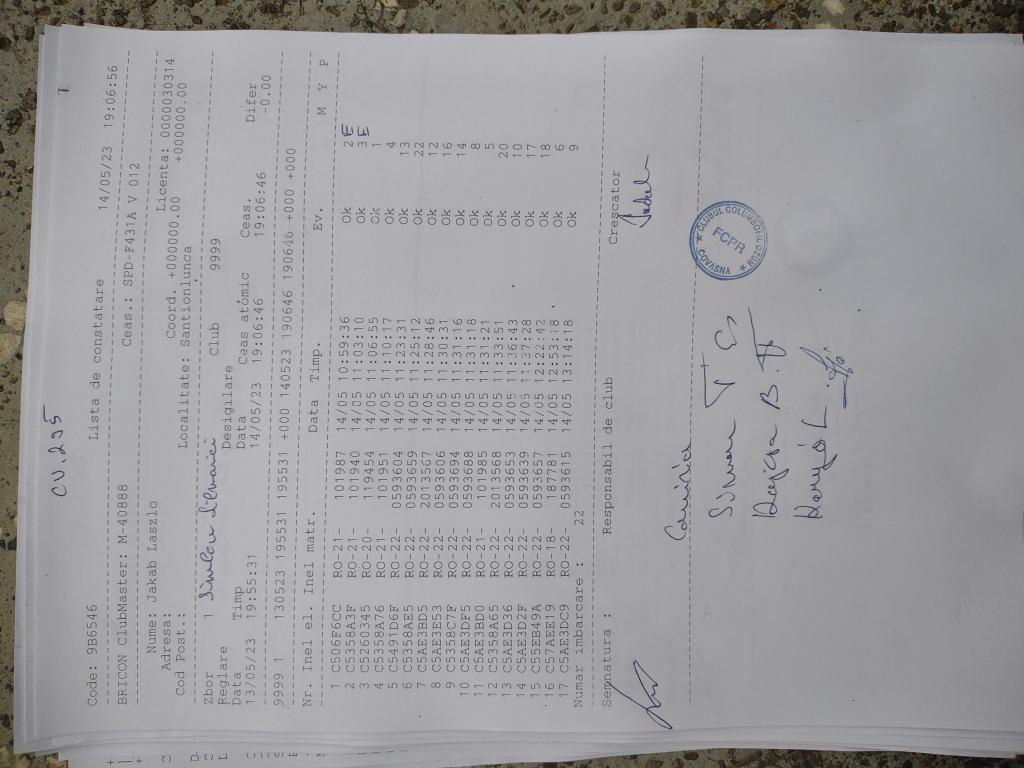 CV. 295
Lista de constatare 14/05/23 19:06:56
Code: 9B6546
BRICON ClubMaster: M-40888 Ceas.: SPD-F431A V 012
Nume: Jakab Laszlo Licenta: 0000030314
Adresa: Coord. +000000.00 +000000.00
Cod Post.: Localitate: Santionlunca
Zbor 1 Simleu Silvaniei Club 9999
Reglare Desigilare
Data Timp Data Ceas atomic Ceas. Difer
13/05/23 19:55:31 14/05/23 19:06:46 19:06:46 -0.00
9999 1 130523 195531 195531 +000 140523 190646 190646 +000 +000
Nr. Inel el. Inel matr. Data Timp. Ev. M Y P
1 C506F6CC RO-21- 101987 14/05 10:59:36 Ok 2 E
2 C5358A3F RO-21- 101940 14/05 11:03:10 Ok 3 E
3 C5260345 RO-20- 119454 14/05 11:06:55 Ok 1
4 C5358A76 RO-21- 101951 14/05 11:10:17 Ok 4
5 C5491D6F RO-22- 0593604 14/05 11:23:31 Ok 13
6 C5358AE5 RO-22- 0593659 14/05 11:25:12 Ok 22
7 C5AE3BD5 RO-22- 2013567 14/05 11:28:46 Ok 12
8 C5AE3E53 RO-22- 0593606 14/05 11:30:31 Ok 16
9 C5358C7F RO-22- 0593694 14/05 11:31:16 Ok 14
10 C5AE3DF5 RO-22- 0593688 14/05 11:31:18 Ok 8
11 C5AE3BD0 RO-21- 101985 14/05 11:31:21 Ok 5
12 C5358A65 RO-22- 2013568 14/05 11:33:51 Ok 20
13 C5AE3D36 RO-22- 0593653 14/05 11:36:43 Ok 10
14 C5AE3D2F RO-22- 0593639 14/05 11:37:28 Ok 17
15 C55EB49A RO-22- 0593657 14/05 12:22:42 Ok 18
16 C57AEE19 RO-18- 187781 14/05 12:53:18 Ok 6
17 C5AE3DC9 RO-22- 0593615 14/05 13:14:18 Ok 9
Numar imbarcare : 22
Semnatura : Responsabil de club Crescator
CLUBUL COLUMBOFIL OZUN
FCPR
COVASNA